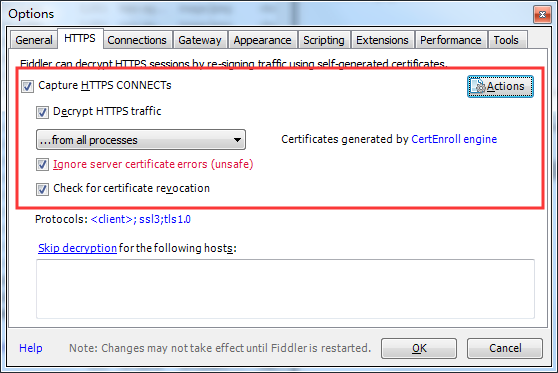 Options
General HTTPS Connections Gateway Appearance Scripting Extensions Performance Tools
Fiddler can decrypt HTTPS sessions by re-signing traffic using self-generated certificates.
Capture HTTPS CONNECTs
Actions
Decrypt HTTPS traffic
...from all processes
Certificates generated by CertEnroll engine
Ignore server certificate errors (unsafe)
Check for certificate revocation
Protocols: <client>; ssl3;tls1.0
Skip decryption for the following hosts:
Help Note: Changes may not take effect until Fiddler is restarted. OK Cancel